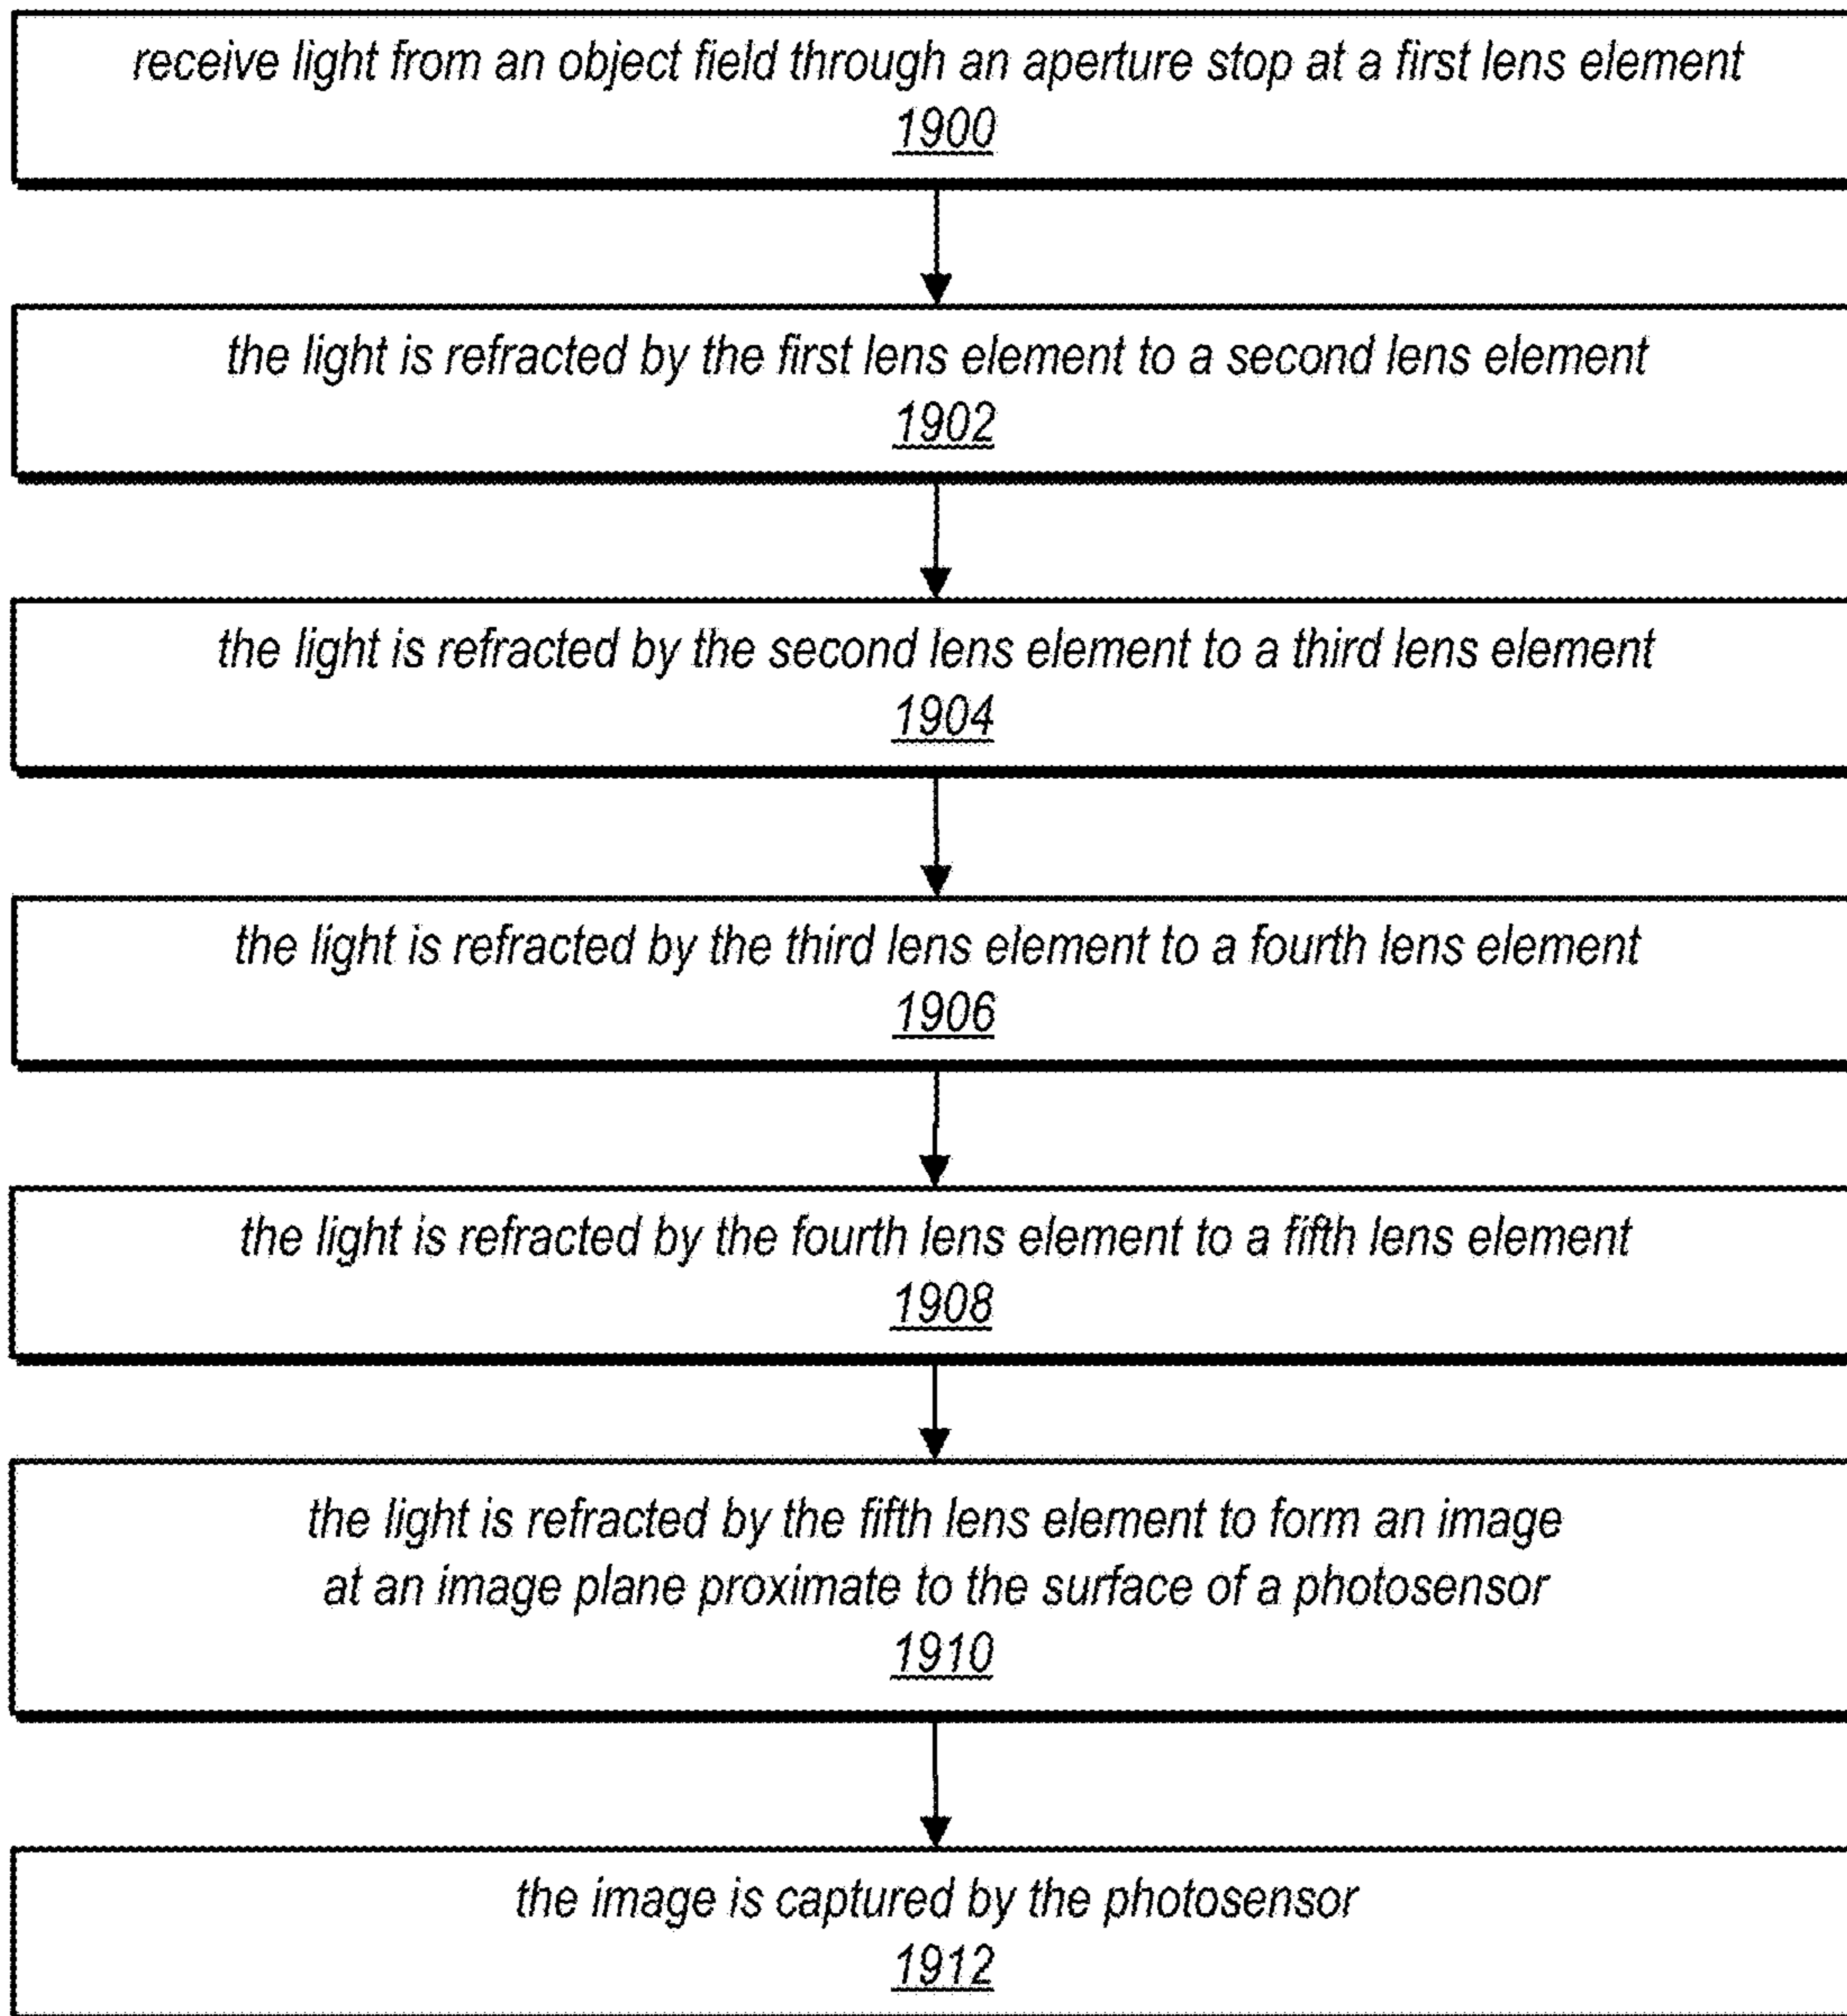 receive light from an object field through an aperture stop at a first lens element
1900
the light is refracted by the first lens element to a second lens element
1902
the light is refracted by the second lens element to a third lens element
1904
the light is refracted by the third lens element to a fourth lens element
1906
the light is refracted by the fourth lens element to a fifth lens element
1908
the light is refracted by the fifth lens element to form an image
at an image plane proximate to the surface of a photosensor
1910
the image is captured by the photosensor
1912